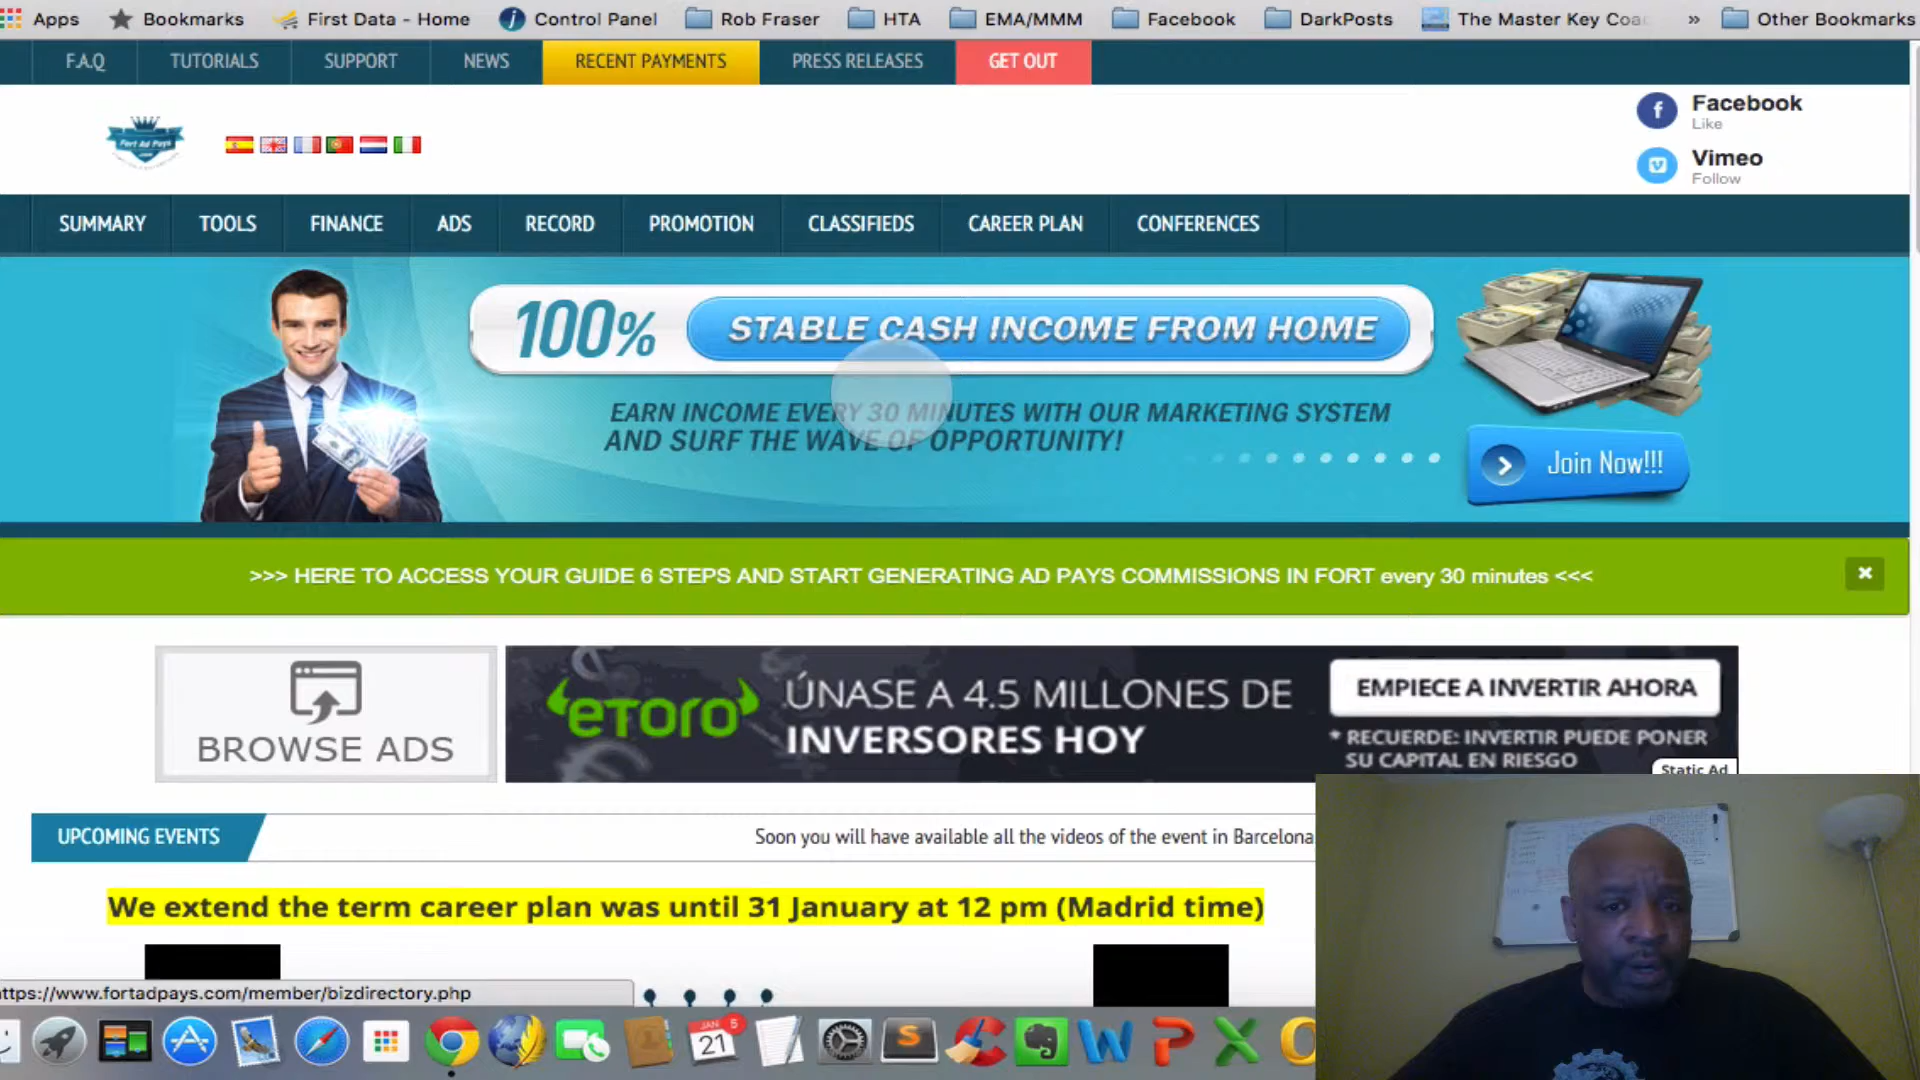 Apps
Bookmarks
First Data - Home
Control Panel
Rob Fraser
HTA
EMA/MMM
Facebook
DarkPosts
The Master Key Coa
»
Other Bookmarks
F.A.Q
TUTORIALS
SUPPORT
NEWS
RECENT PAYMENTS
PRESS RELEASES
GET OUT
Fort Ad Pays
Facebook
Like
Vimeo
Follow
SUMMARY
TOOLS
FINANCE
ADS
RECORD
PROMOTION
CLASSIFIEDS
CAREER PLAN
CONFERENCES
100% STABLE CASH INCOME FROM HOME
EARN INCOME EVERY 30 MINUTES WITH OUR MARKETING SYSTEM
AND SURF THE WAVE OF OPPORTUNITY!
Join Now!!!
>>> HERE TO ACCESS YOUR GUIDE 6 STEPS AND START GENERATING AD PAYS COMMISSIONS IN FORT every 30 minutes <<<
BROWSE ADS
eToro
ÚNASE A 4.5 MILLONES DE
INVERSORES HOY
EMPIECE A INVERTIR AHORA
* RECUERDE: INVERTIR PUEDE PONER
SU CAPITAL EN RIESGO
Static Ad
UPCOMING EVENTS
Soon you will have available all the videos of the event in Barcelona
We extend the term career plan was until 31 January at 12 pm (Madrid time)
ttps://www.fortadpays.com/member/bizdirectory.php
JAN
5
21